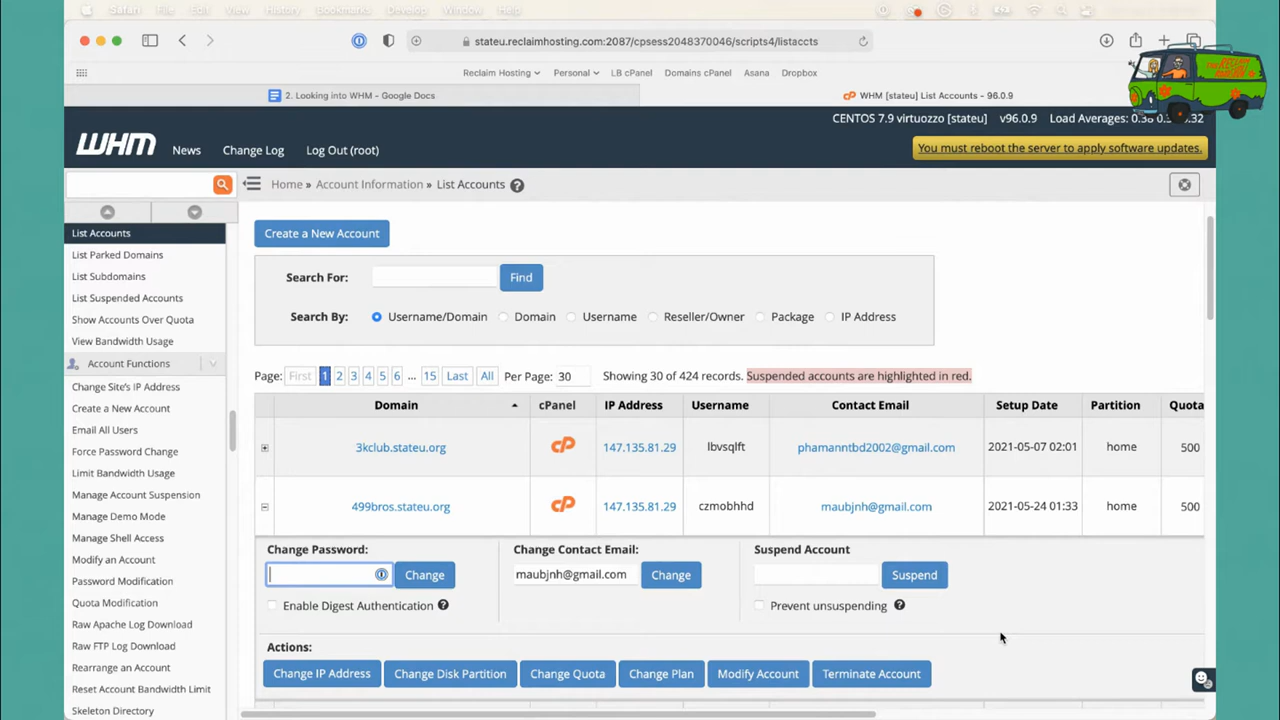 Safari File Edit View History Bookmarks Develop Window Help
stateu.reclaimhosting.com:2087/cpsess2048370046/scripts4/listaccts
Reclaim Hosting Personal LB cPanel Domains cPanel Asana Dropbox
2. Looking into WHM - Google Docs
WHM [stateu] List Accounts - 96.0.9
CENTOS 7.9 virtuozzo [stateu] v96.0.9 Load Averages: 0.38
WHM News Change Log Log Out (root)
You must reboot the server to apply software updates.
Home » Account Information » List Accounts
List Accounts
List Parked Domains
List Subdomains
List Suspended Accounts
Show Accounts Over Quota
View Bandwidth Usage
Account Functions
Change Site's IP Address
Create a New Account
Email All Users
Force Password Change
Limit Bandwidth Usage
Manage Account Suspension
Manage Demo Mode
Manage Shell Access
Modify an Account
Password Modification
Quota Modification
Raw Apache Log Download
Raw FTP Log Download
Rearrange an Account
Reset Account Bandwidth Limit
Skeleton Directory
Create a New Account
Search For: Find
Search By: Username/Domain Domain Username Reseller/Owner Package IP Address
Page: First 1 2 3 4 5 6 ... 15 Last All Per Page: 30 Showing 30 of 424 records. Suspended accounts are highlighted in red.
Domain cPanel IP Address Username Contact Email Setup Date Partition Quota
3kclub.stateu.org cP 147.135.81.29 lbvsqlft phamanntbd2002@gmail.com 2021-05-07 02:01 home 500
499bros.stateu.org cP 147.135.81.29 czmobhhd maubjnh@gmail.com 2021-05-24 01:33 home 500
Change Password: Change Contact Email: Suspend Account
Change maubjnh@gmail.com Change Suspend
Enable Digest Authentication Prevent unsuspending
Actions:
Change IP Address Change Disk Partition Change Quota Change Plan Modify Account Terminate Account